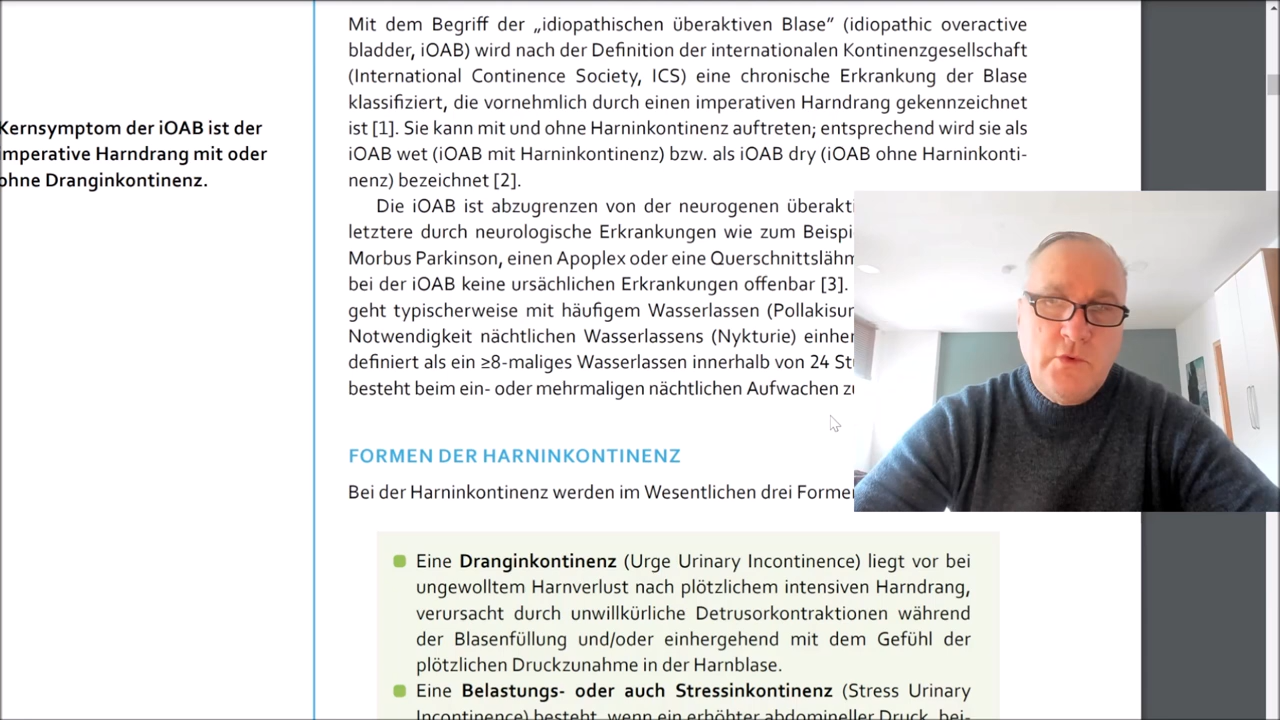 Mit dem Begriff der „idiopathischen überaktiven Blase“ (idiopathic overactive
bladder, iOAB) wird nach der Definition der internationalen Kontinenzgesellschaft
(International Continence Society, ICS) eine chronische Erkrankung der Blase
klassifiziert, die vornehmlich durch einen imperativen Harndrang gekennzeichnet
ist [1]. Sie kann mit und ohne Harninkontinenz auftreten; entsprechend wird sie als
iOAB wet (iOAB mit Harninkontinenz) bzw. als iOAB dry (iOAB ohne Harninkonti-
nenz) bezeichnet [2].
Kernsymptom der iOAB ist der
mperative Harndrang mit oder
ohne Dranginkontinenz.
Die iOAB ist abzugrenzen von der neurogenen
letztere durch neurologische Erkrankungen wie zum
Morbus Parkinson, einen Apoplex oder eine
bei der iOAB keine ursächlichen Erkrankungen offenbar [3].
geht typischerweise mit häufigem Wasserlassen
Notwendigkeit nächtlichen Wasserlassens (Nykturie)
definiert als ein ≥8-maliges Wasserlassen innerhalb von 24
besteht beim ein- oder mehrmaligen nächtlichen Aufwachen
FORMEN DER HARNINKONTINENZ
Bei der Harninkontinenz werden im Wesentlichen drei
Eine Dranginkontinenz (Urge Urinary Incontinence) liegt vor bei
ungewolltem Harnverlust nach plötzlichem intensiven Harndrang,
verursacht durch unwillkürliche Detrusorkontraktionen während
der Blasenfüllung und/oder einhergehend mit dem Gefühl der
plötzlichen Druckzunahme in der Harnblase.
Eine Belastungs- oder auch Stressinkontinenz (Stress Urinary
Incontinence) besteht, wenn ein erhöhter abdomineller Druck, bei-